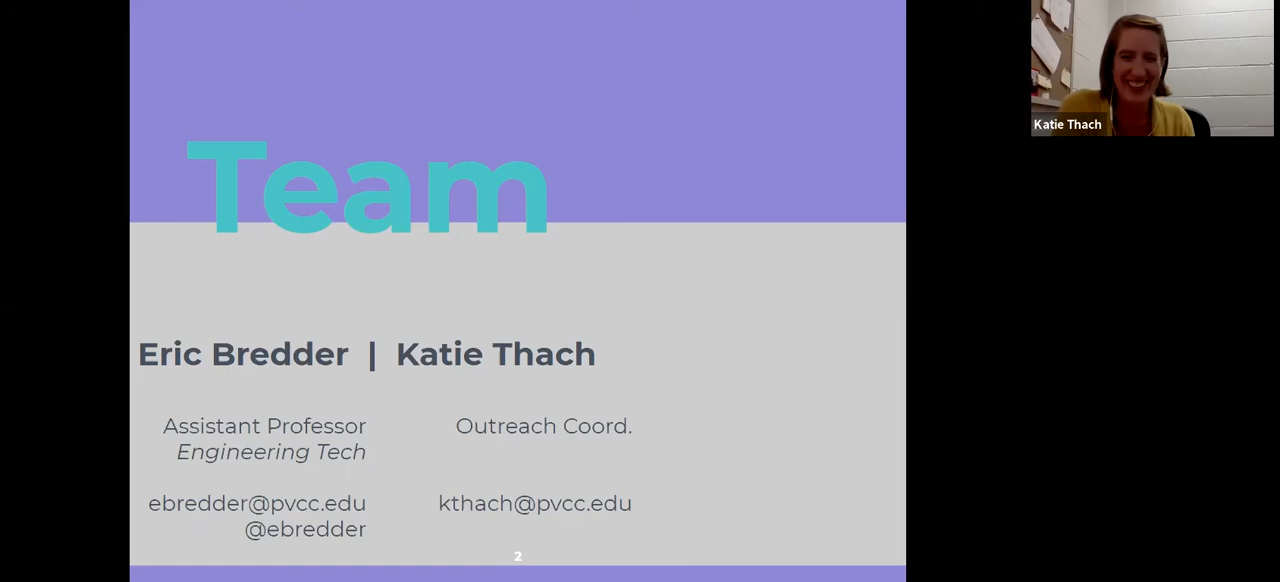 Team
Eric Bredder | Katie Thach
Assistant Professor
Engineering Tech
Outreach Coord.
ebredder@pvcc.edu
@ebredder
kthach@pvcc.edu
2
Katie Thach